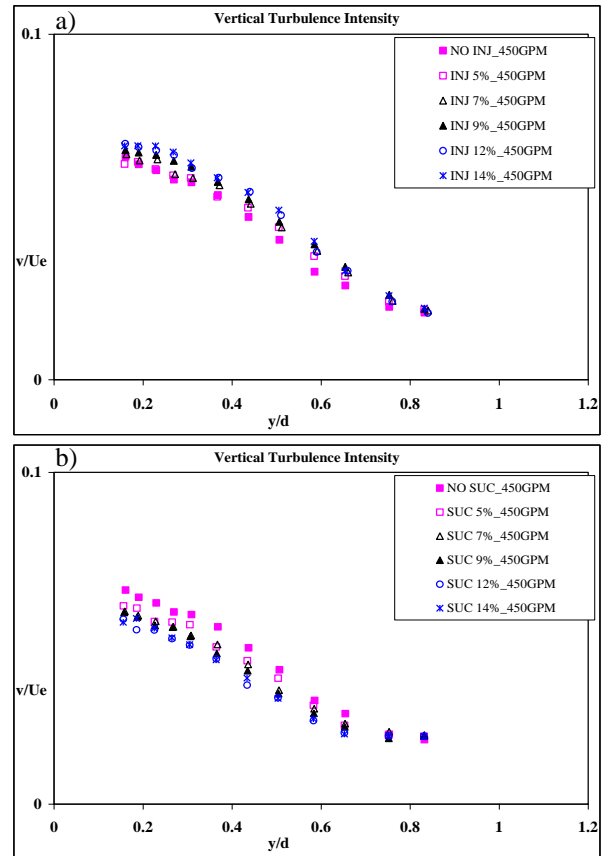 a)
Vertical Turbulence Intensity
0.1
NO INJ_450GPM
INJ 5%_450GPM
INJ 7%_450GPM
INJ 9%_450GPM
INJ 12%_450GPM
INJ 14%_450GPM
v/Ue
0
0 0.2 0.4 0.6 0.8 1 1.2
y/d
b)
Vertical Turbulence Intensity
0.1
NO SUC_450GPM
SUC 5%_450GPM
SUC 7%_450GPM
SUC 9%_450GPM
SUC 12%_450GPM
SUC 14%_450GPM
v/Ue
0
0 0.2 0.4 0.6 0.8 1 1.2
y/d